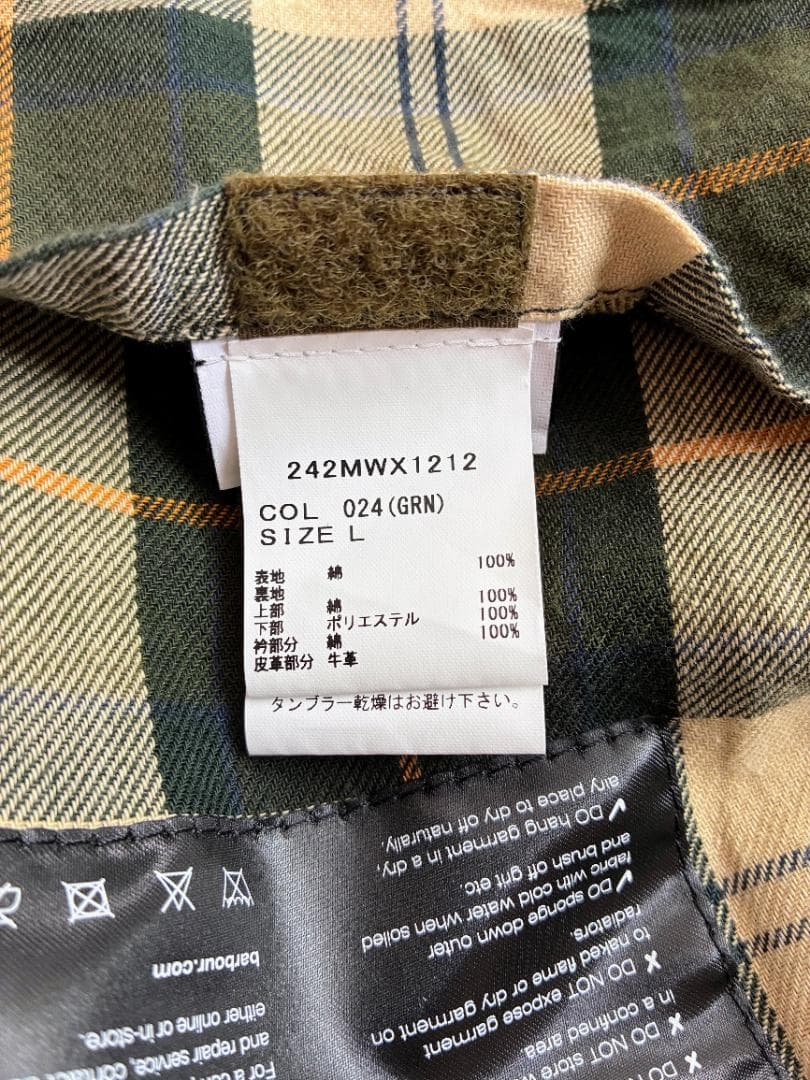 242MWX1212
COL 024(GRN)
SIZE L
表地 綿 100%
裏地
上部 綿 100%
下部 ポリエステル 100%
衿部分 綿 100%
皮革部分 牛革
タンブラー乾燥はお避け下さい。
For a
and repair service, contact
either online or in-store.
barbour.com
DO NOT store
in a confined area
✘ DO NOT expose garment
to naked flame or dry garment on
radiators.
✔ DO sponge down outer
fabric with cold water when soiled
and brush off grit etc.
✔ DO hang garment in a dry,
airy place to dry off naturally.